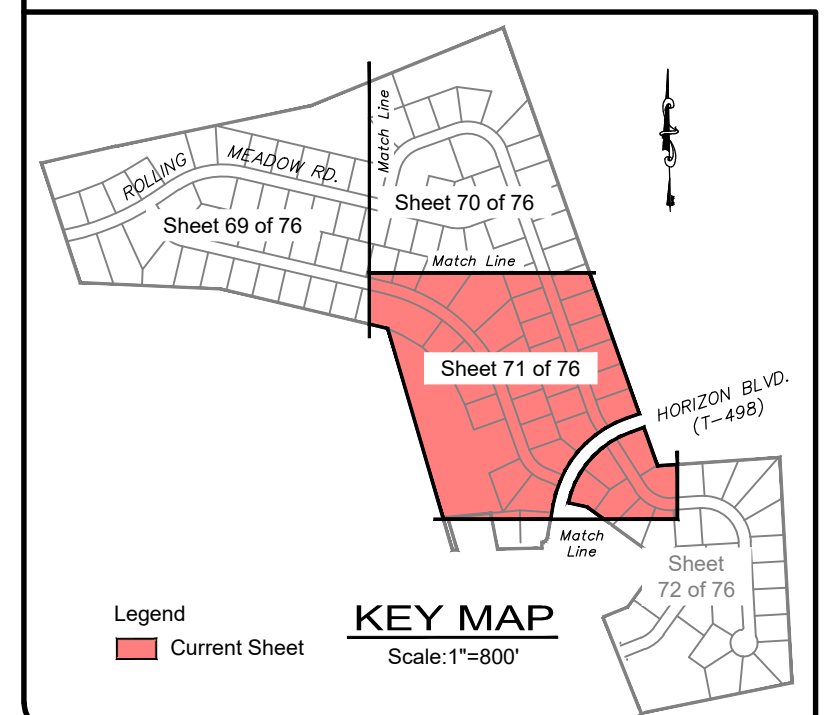 Match Line
ROLLING
MEADOW RD.
Sheet 69 of 76
Sheet 70 of 76
Match Line
Sheet 71 of 76
HORIZON BLVD.
(T-498)
Match
Line
Sheet
72 of 76
Legend
Current Sheet
KEY MAP
Scale:1"=800'